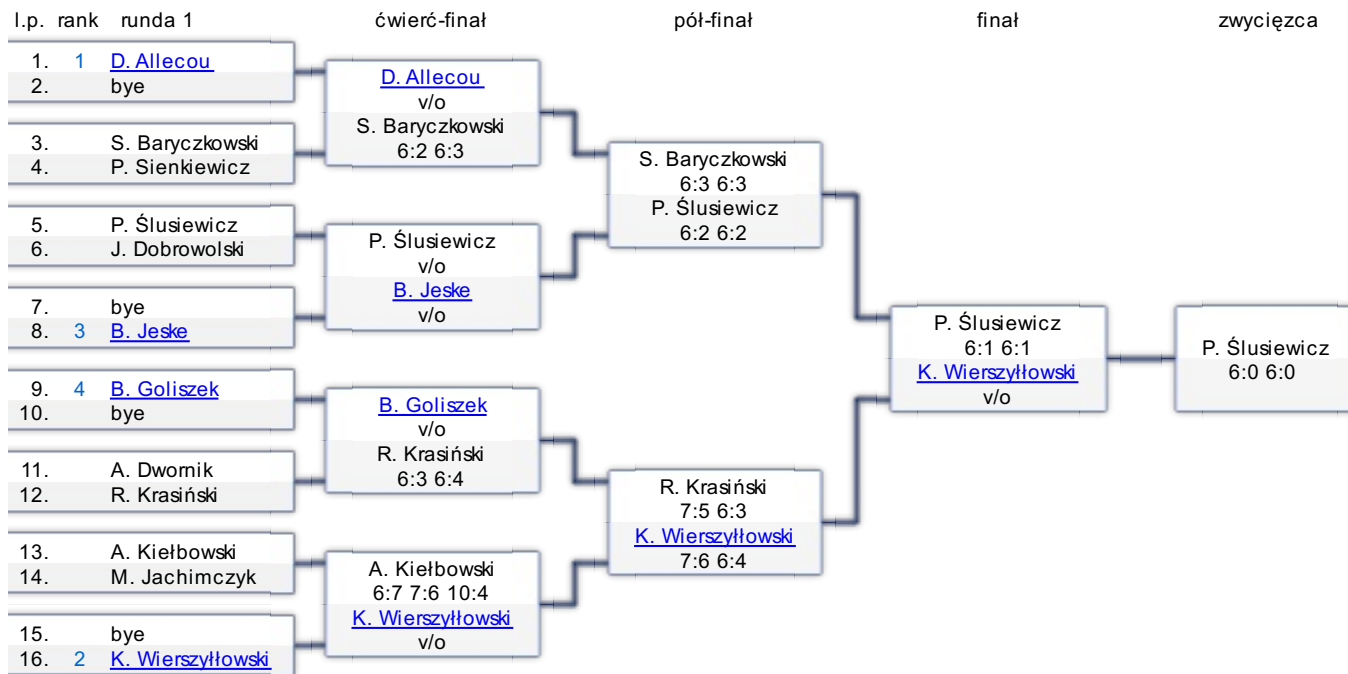 l.p. rank runda 1 ćwierć-finał pół-finał finał zwycięzca
1. 1 D. Allecou
2. bye
3. S. Baryczkowski
4. P. Sienkiewicz
5. P. Ślusiewicz
6. J. Dobrowolski
7. bye
8. 3 B. Jeske
9. 4 B. Goliszek
10. bye
11. A. Dwornik
12. R. Krasiński
13. A. Kiełbowski
14. M. Jachimczyk
15. bye
16. 2 K. Wierszyłłowski
D. Allecou
v/o
S. Baryczkowski
6:2 6:3
P. Ślusiewicz
v/o
B. Jeske
v/o
B. Goliszek
v/o
R. Krasiński
6:3 6:4
A. Kiełbowski
6:7 7:6 10:4
K. Wierszyłłowski
v/o
S. Baryczkowski
6:3 6:3
P. Ślusiewicz
6:2 6:2
R. Krasiński
7:5 6:3
K. Wierszyłłowski
7:6 6:4
P. Ślusiewicz
6:1 6:1
K. Wierszyłłowski
v/o
P. Ślusiewicz
6:0 6:0